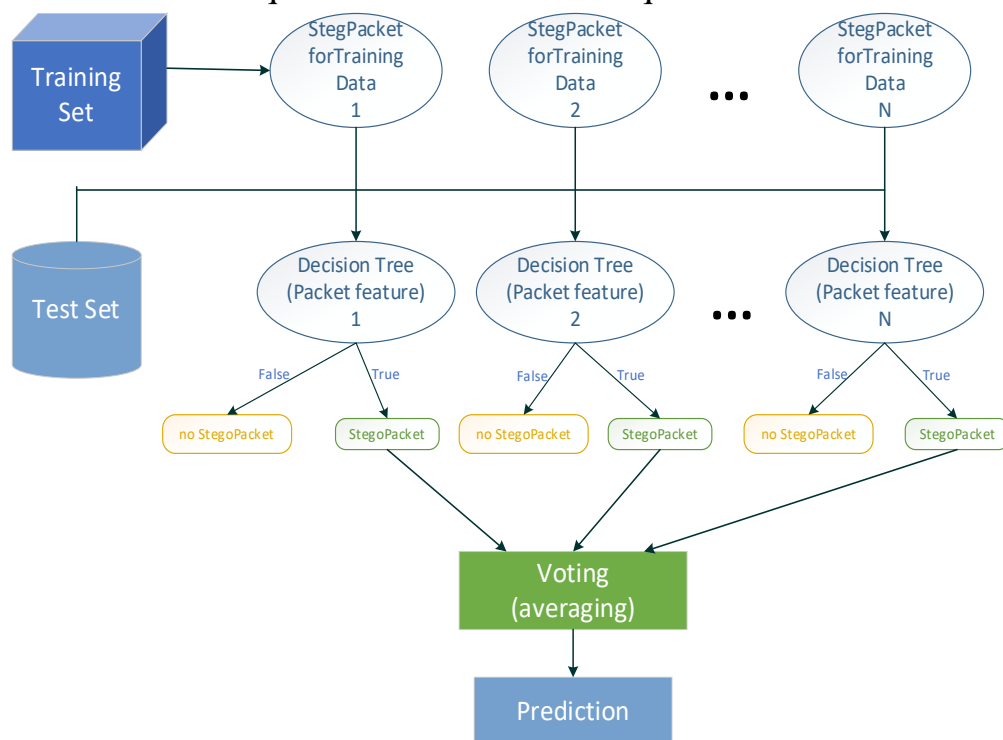 StegPacket
forTraining
Data
1
StegPacket
forTraining
Data
2
...
StegPacket
forTraining
Data
N
Training
Set
Test Set
Decision Tree
(Packet feature)
1
Decision Tree
(Packet feature)
2
...
Decision Tree
(Packet feature)
N
False
True
False
True
False
True
no StegoPacket
StegoPacket
no StegoPacket
StegoPacket
no StegoPacket
StegoPacket
Voting
(averaging)
Prediction